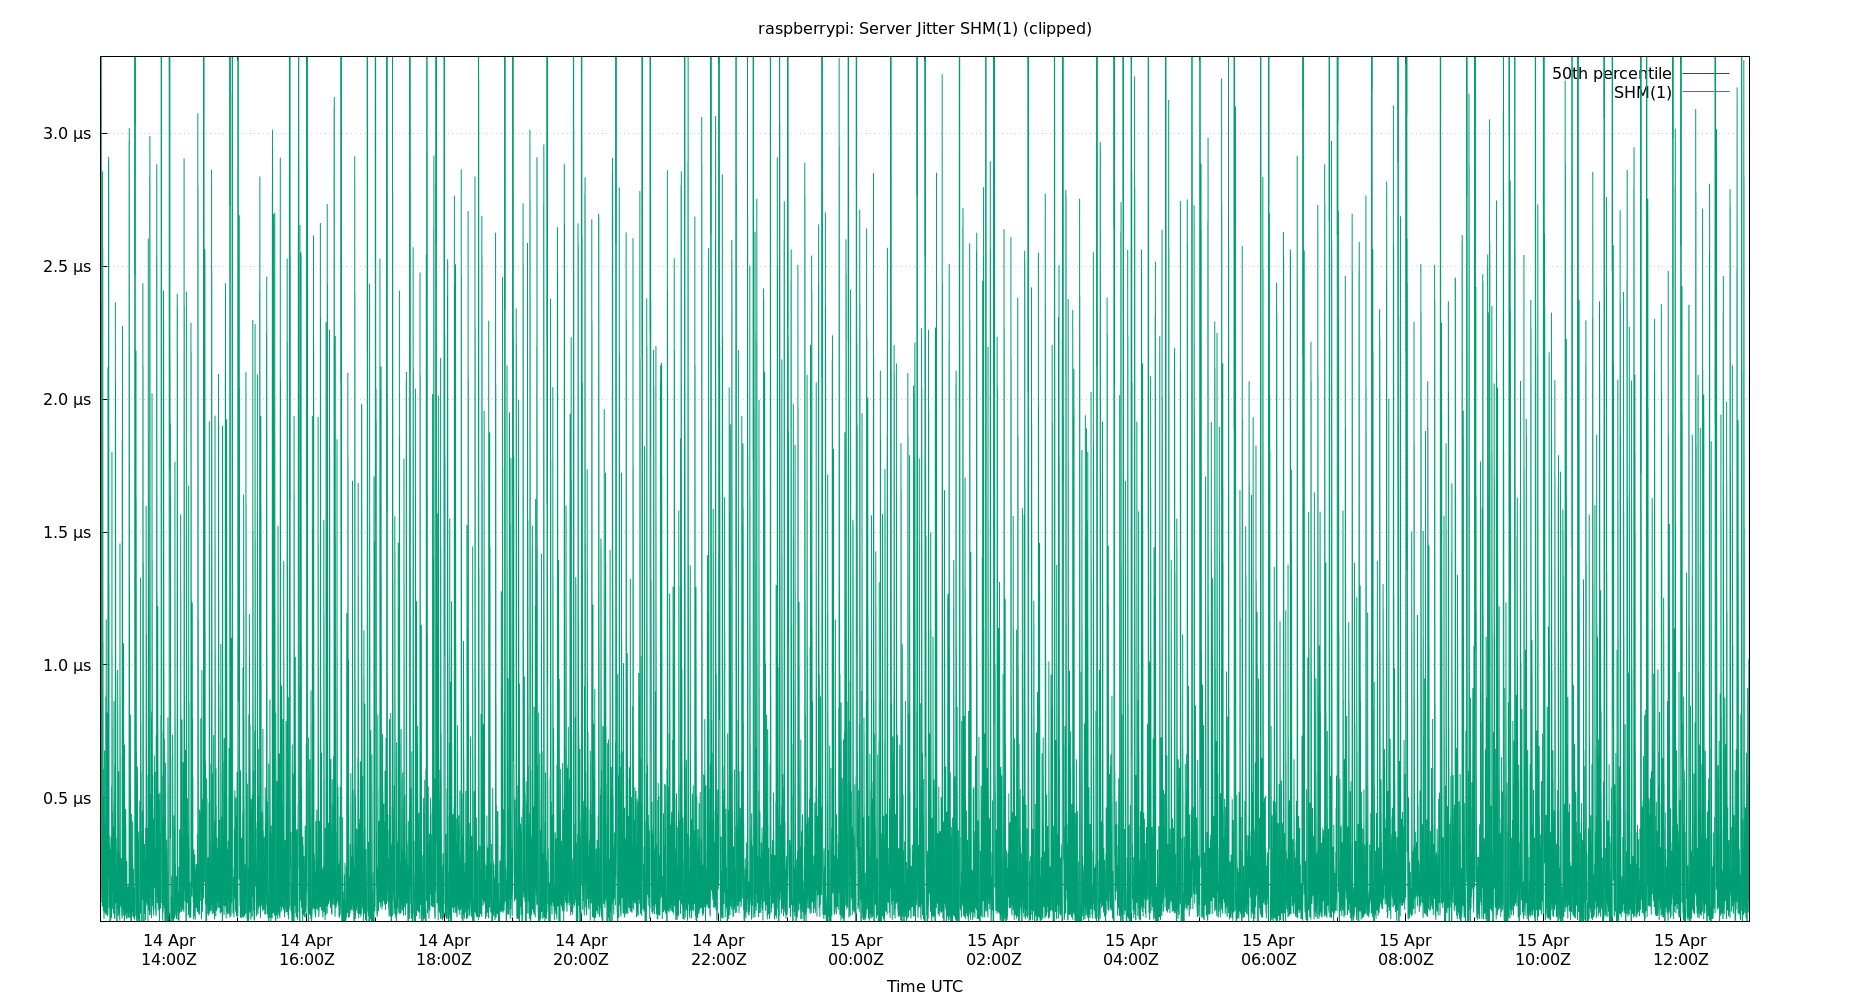 raspberrypi: Server Jitter SHM(1) (clipped)
50th percentile
SHM(1)
3.0 µs
2.5 µs
2.0 µs
1.5 µs
1.0 µs
0.5 µs
14 Apr 14 Apr 14 Apr 14 Apr 14 Apr 15 Apr 15 Apr 15 Apr 15 Apr 15 Apr 15 Apr 15 Apr
14:00Z 16:00Z 18:00Z 20:00Z 22:00Z 00:00Z 02:00Z 04:00Z 06:00Z 08:00Z 10:00Z 12:00Z
Time UTC